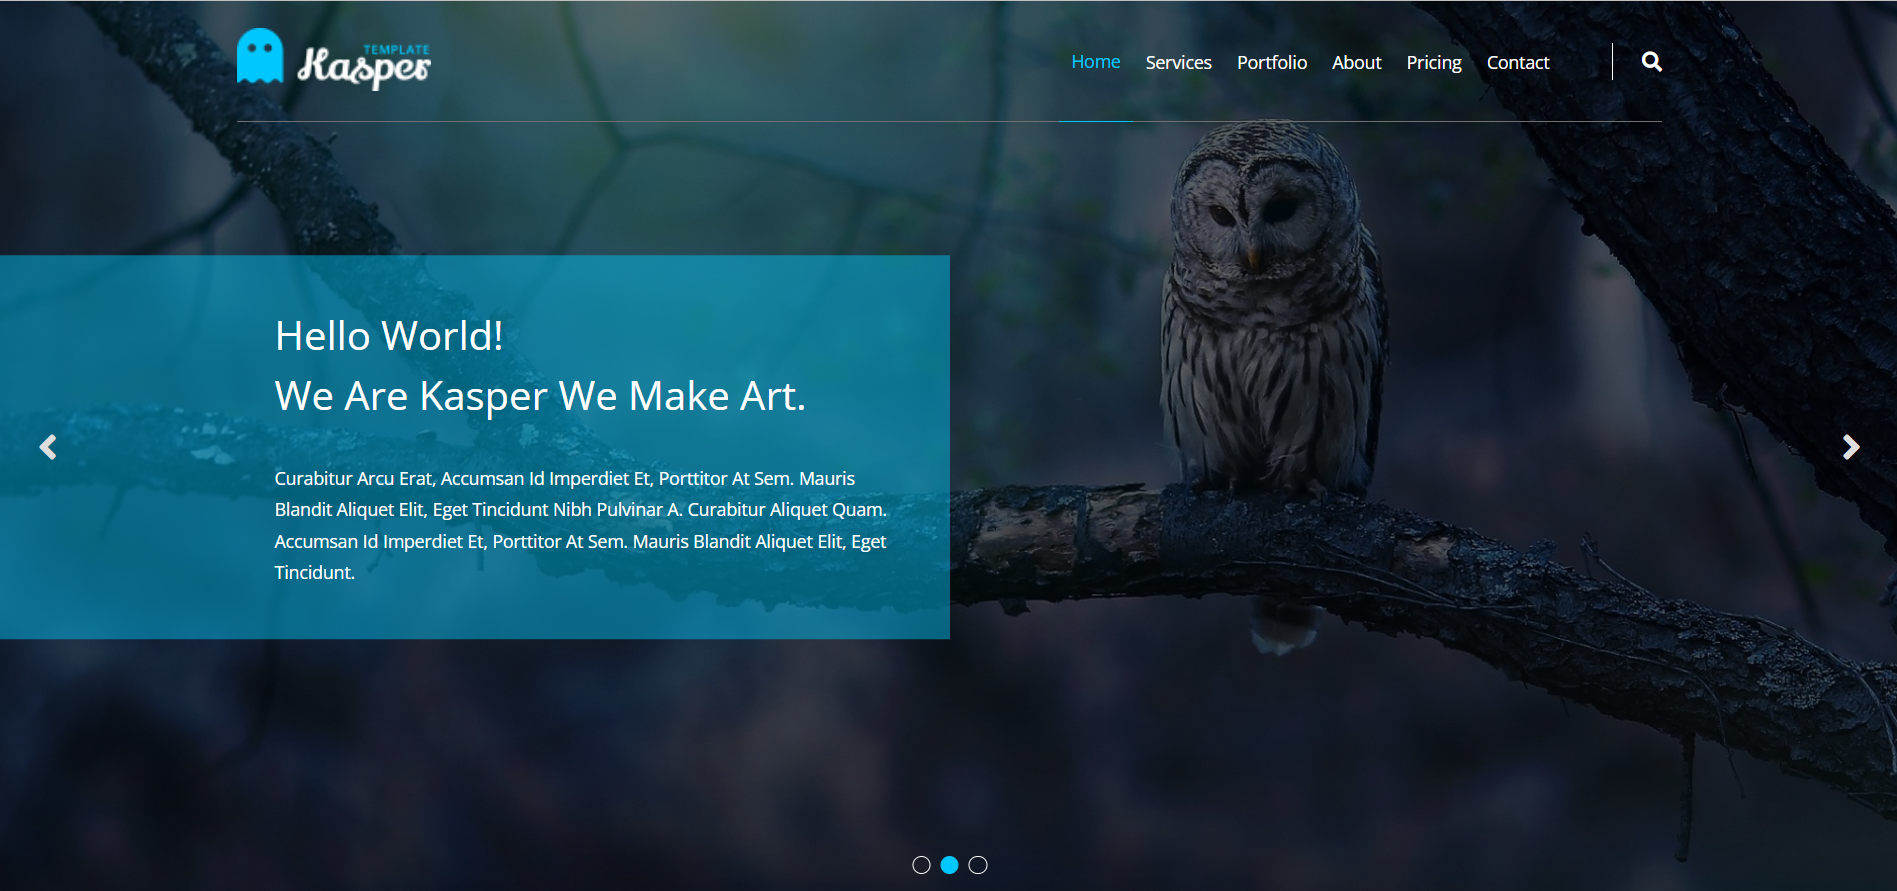 TEMPLATE
Kasper
Home Services Portfolio About Pricing Contact
Hello World!
We Are Kasper We Make Art.
Curabitur Arcu Erat, Accumsan Id Imperdiet Et, Porttitor At Sem. Mauris
Blandit Aliquet Elit, Eget Tincidunt Nibh Pulvinar A. Curabitur Aliquet Quam.
Accumsan Id Imperdiet Et, Porttitor At Sem. Mauris Blandit Aliquet Elit, Eget
Tincidunt.